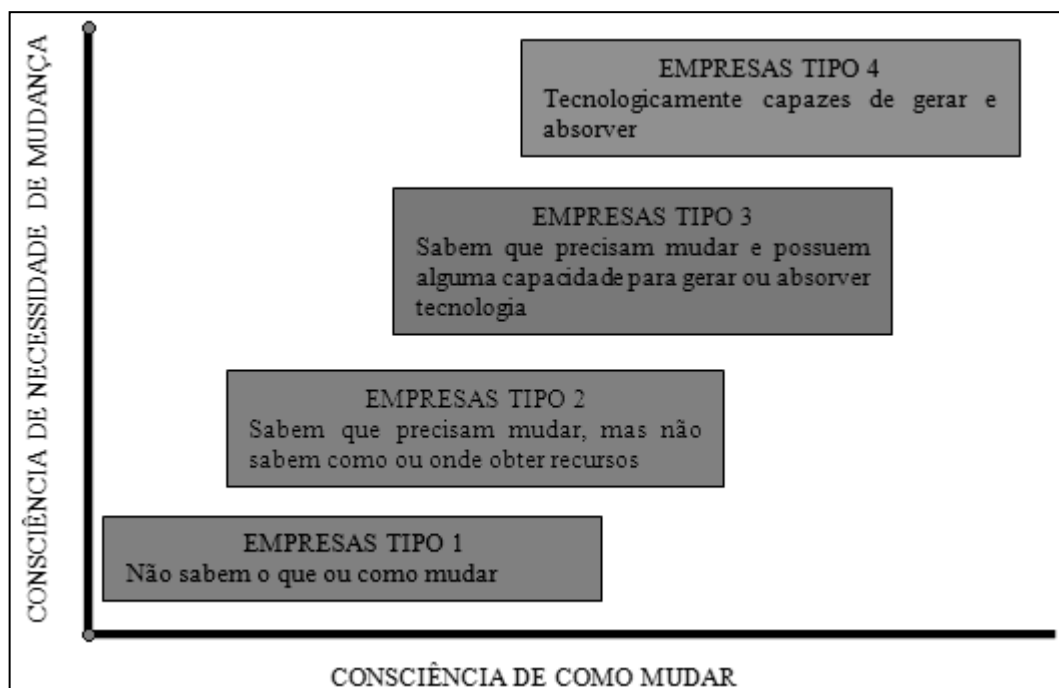 CONSCIÊNCIA DE NECESSIDADE DE MUDANÇA
EMPRESAS TIPO 4
Tecnologicamente capazes de gerar e
absorver
EMPRESAS TIPO 3
Sabem que precisam mudar e possuem
alguma capacidade para gerar ou absorver
tecnologia
EMPRESAS TIPO 2
Sabem que precisam mudar, mas não
sabem como ou onde obter recursos
EMPRESAS TIPO 1
Não sabem o que ou como mudar
CONSCIÊNCIA DE COMO MUDAR